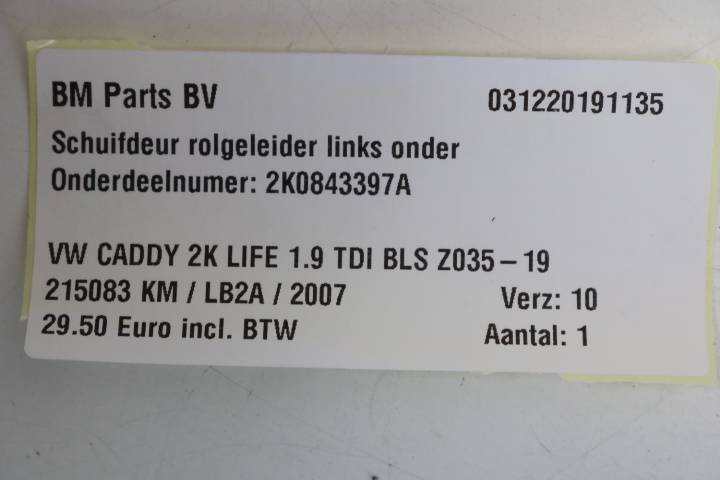 BM Parts BV 031220191135
Schuifdeur rolgeleider links onder
Onderdeelnumer: 2K0843397A
VW CADDY 2K LIFE 1.9 TDI BLS Z035-19
215083 KM / LB2A / 2007 Verz: 10
29.50 Euro incl. BTW Aantal: 1